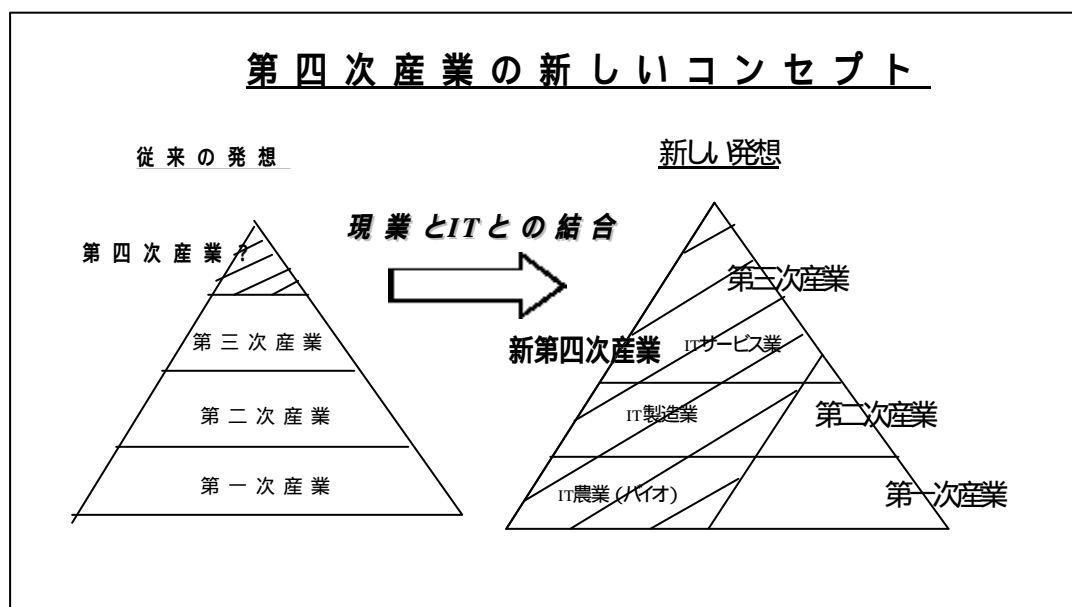 第四次産業の新しいコンセプト
従来の発想
新しい発想
現業とITとの結合
第四次産業?
第三次産業
第二次産業
第一次産業
新第四次産業
第三次産業
ITサービス業
IT製造業
第二次産業
IT農業(バイオ)
第一次産業